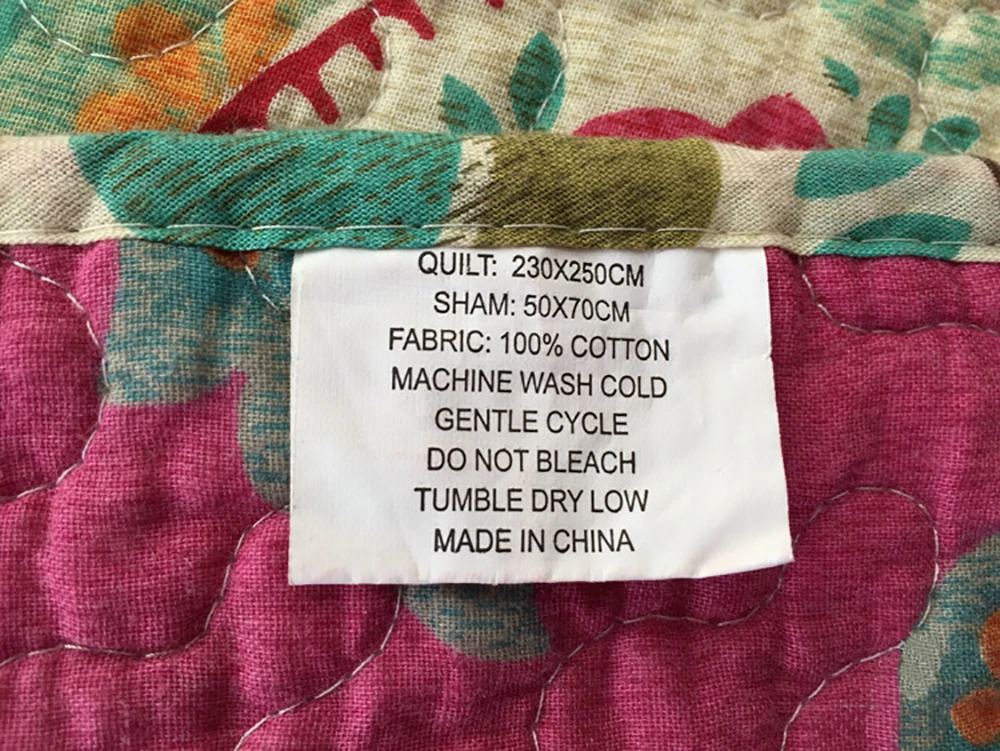 QUILT: 230X250CM
SHAM: 50X70CM
FABRIC: 100% COTTON
MACHINE WASH COLD
GENTLE CYCLE
DO NOT BLEACH
TUMBLE DRY LOW
MADE IN CHINA